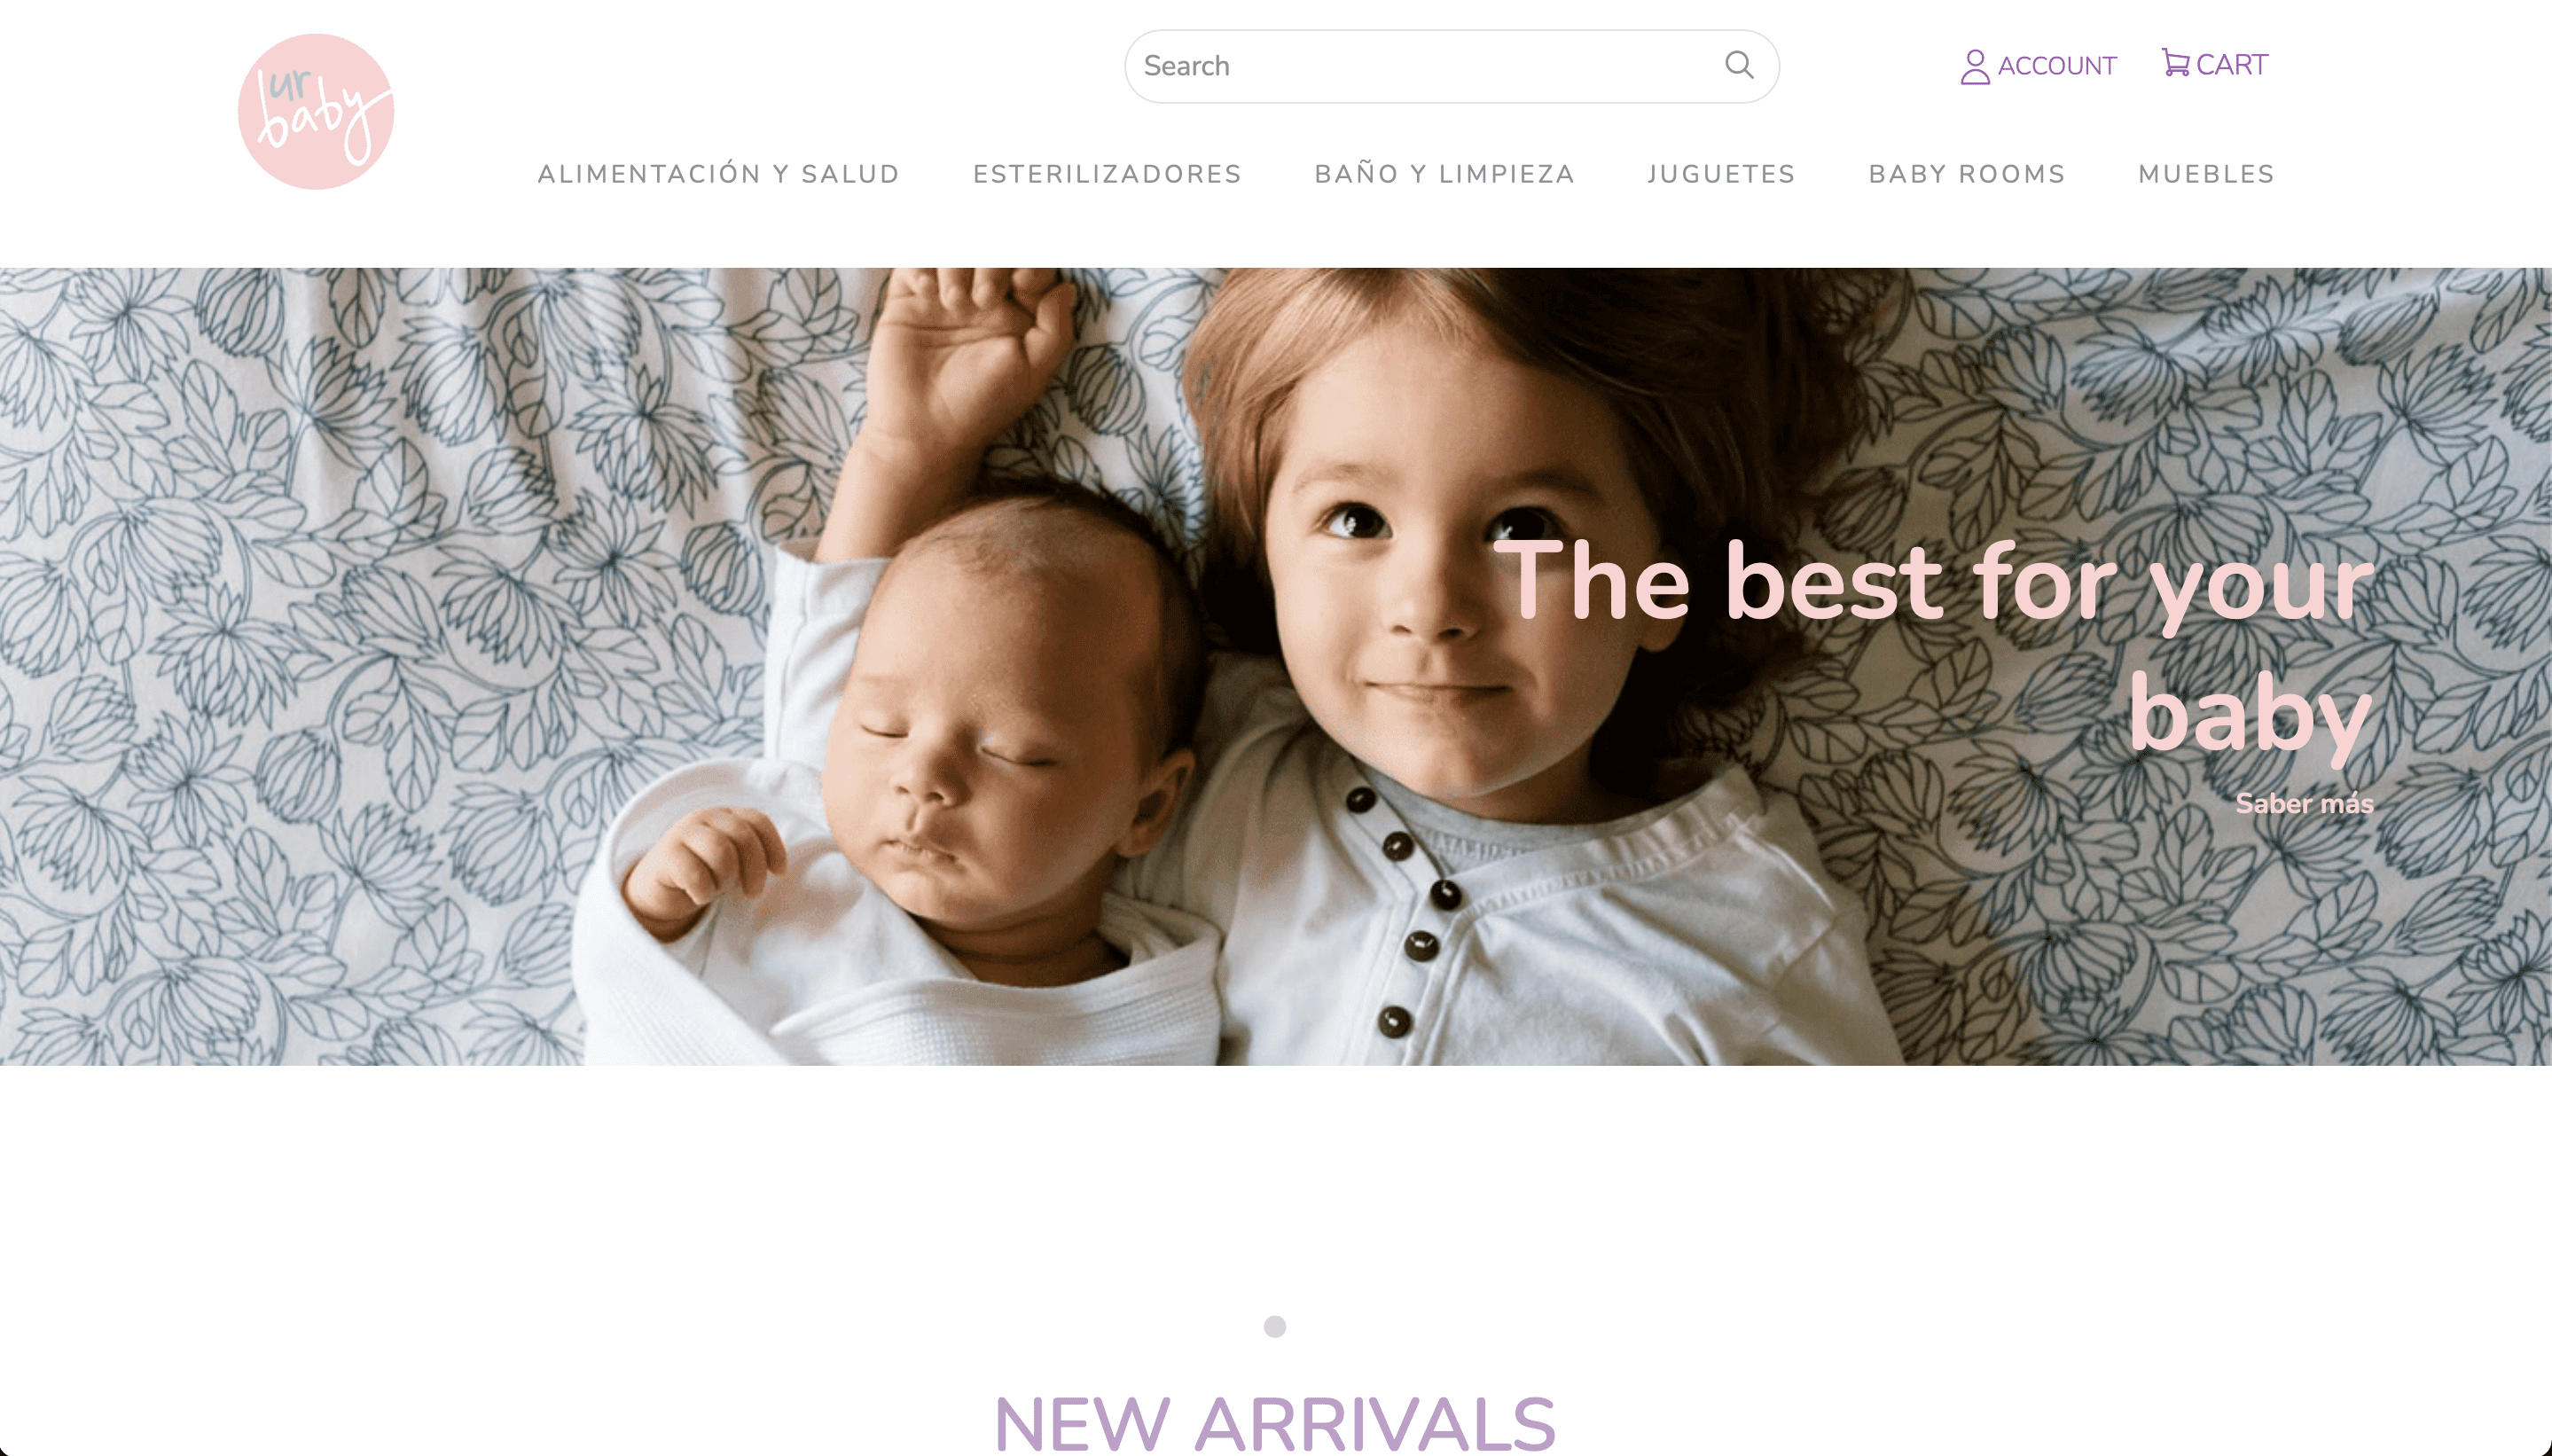 ur
baby
Search
ACCOUNT
CART
ALIMENTACIÓN Y SALUD
ESTERILIZADORES
BAÑO Y LIMPIEZA
JUGUETES
BABY ROOMS
MUEBLES
The best for your
baby
Saber más
NEW ARRIVALS